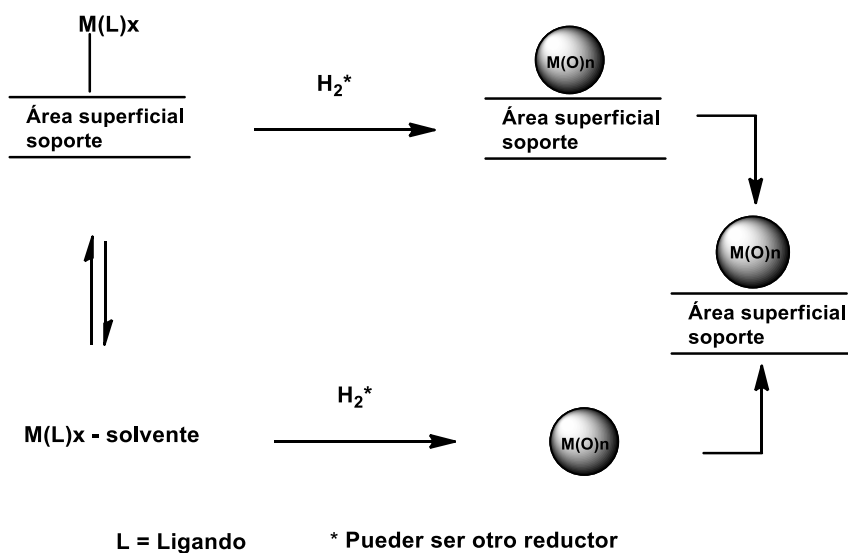 M(L)x
Área superficial
soporte
H2*
M(O)n
Área superficial
soporte
M(O)n
Área superficial
soporte
M(L)x - solvente
H2*
M(O)n
L = Ligando
* Pueder ser otro reductor